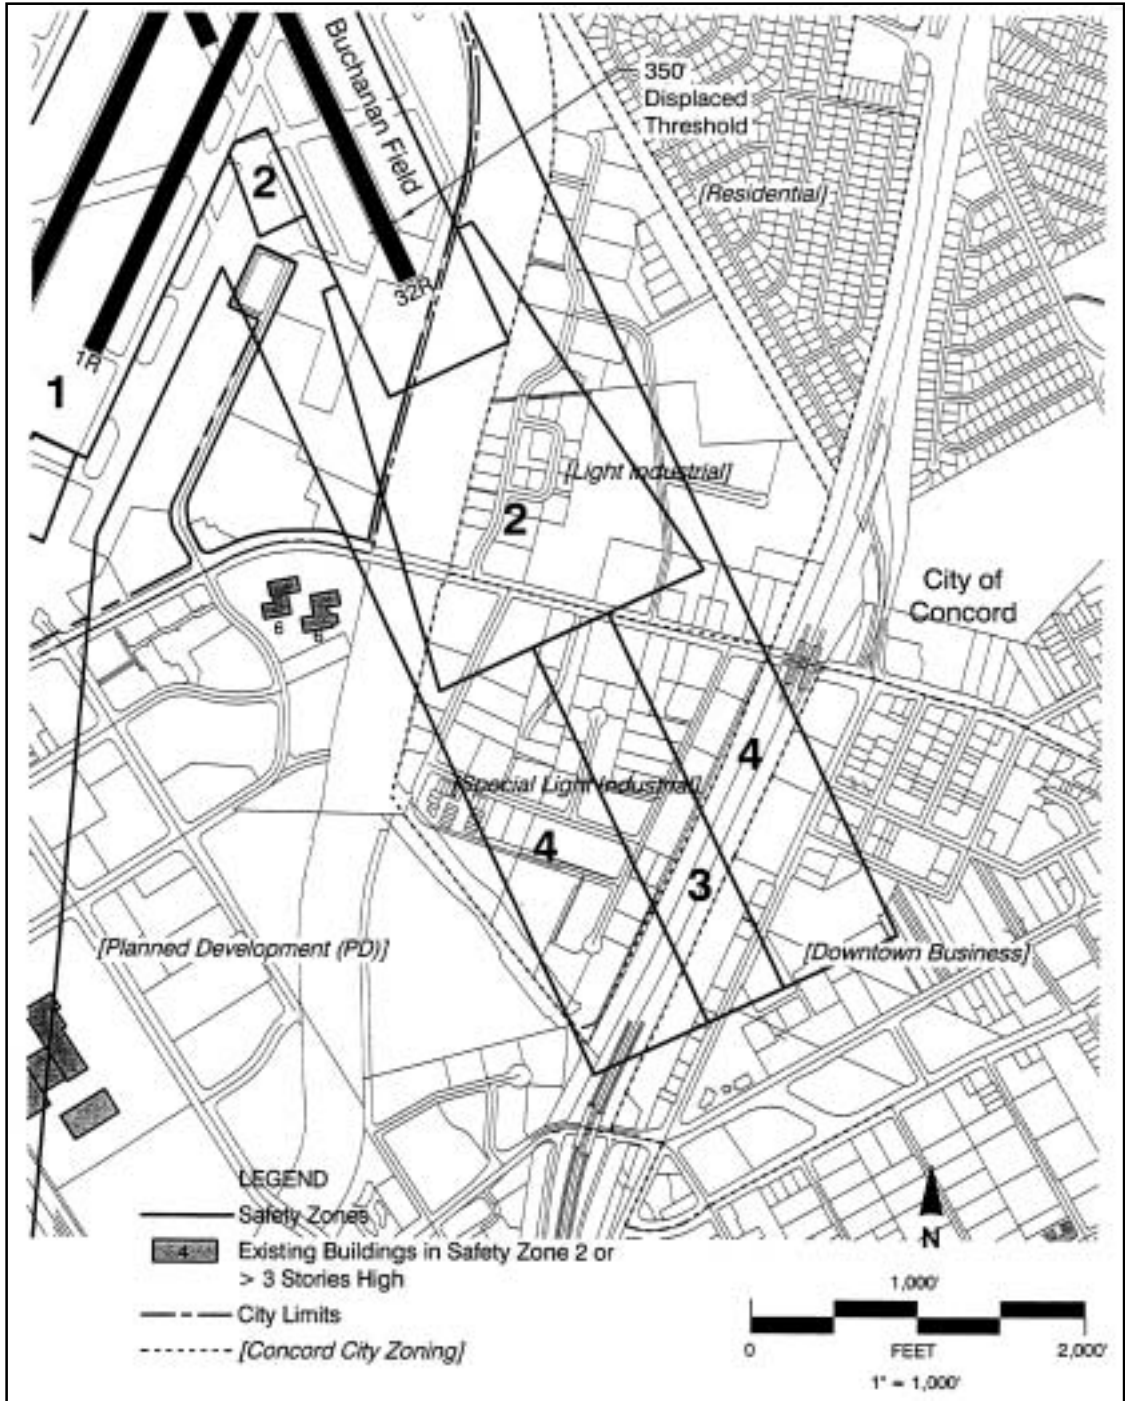 Buchanan Field
350'
Displaced
Threshold
2
[Residential]
32R
1R
1
[Light Industrial]
2
City of
Concord
6
4
[Special Light Industrial]
4
3
[Planned Development (PD)]
[Downtown Business]
LEGEND
Safety Zones
4
Existing Buildings in Safety Zone 2 or
> 3 Stories High
City Limits
[Concord City Zoning]
N
1,000'
0
FEET
2,000'
1" = 1,000'